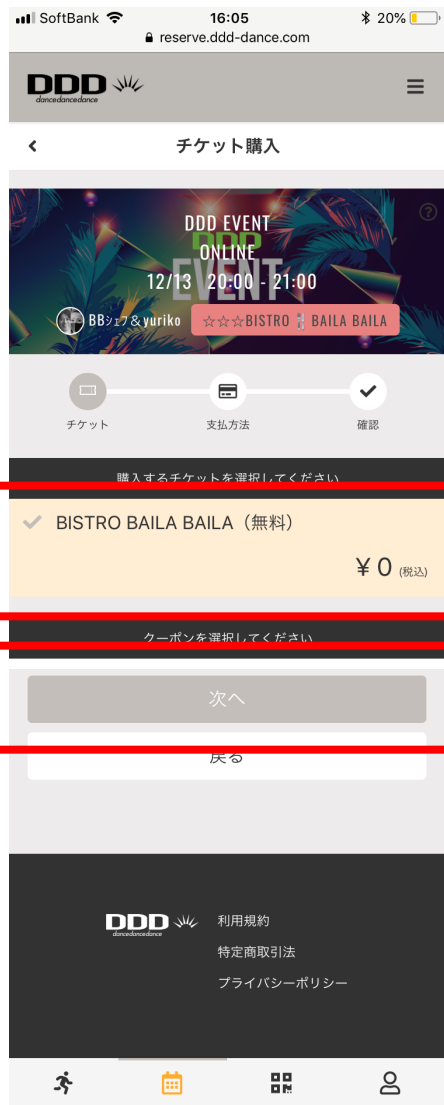 SoftBank 16:05 20%
reserve.ddd-dance.com
DDD
dancedancedance
チケット購入
DDD EVENT
ONLINE
DDD
EVENT
12/13 20:00 - 21:00
BBシェフ&yuriko ☆☆☆BISTRO🍴BAILA BAILA
チケット 支払方法 確認
購入するチケットを選択してください
BISTRO BAILA BAILA（無料）
¥ 0 (税込)
クーポンを選択してください
次へ
戻る
DDD
dancedancedance
利用規約
特定商取引法
プライバシーポリシー